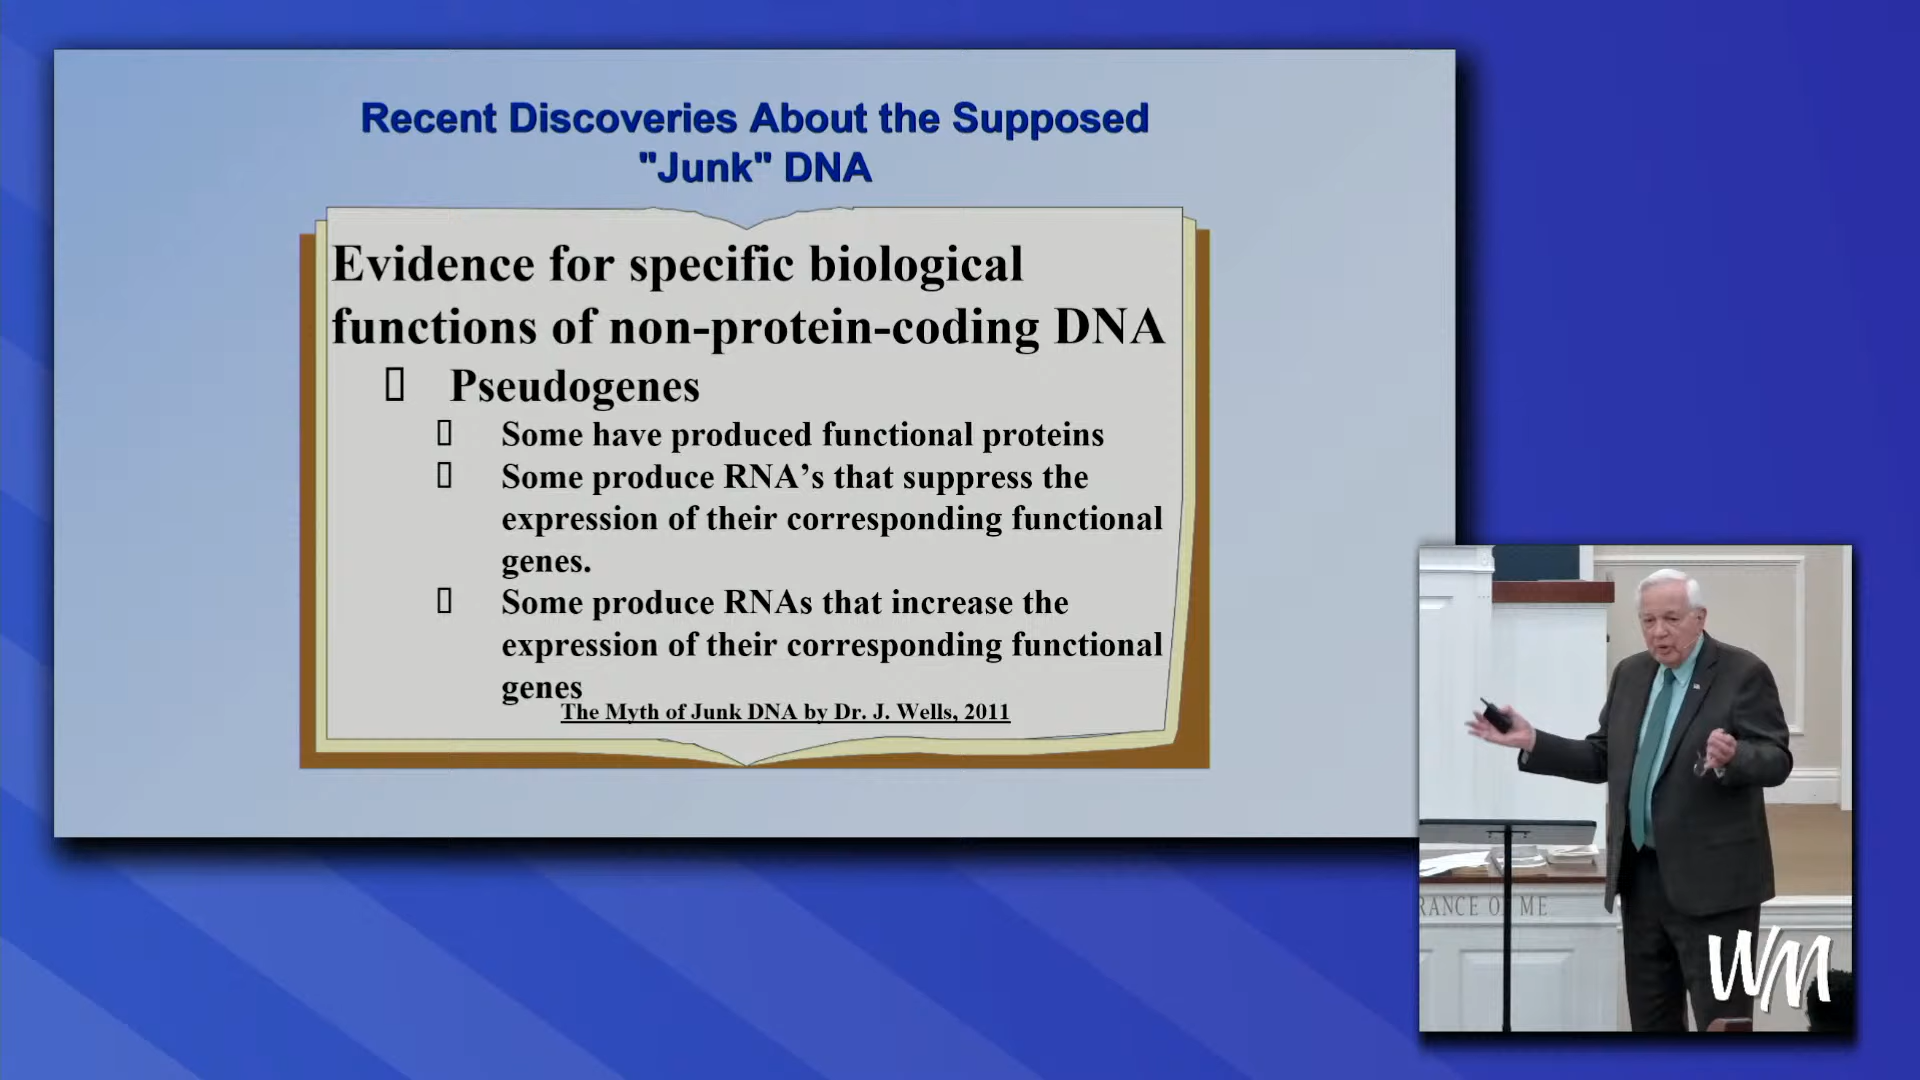 Recent Discoveries About the Supposed
"Junk" DNA
Evidence for specific biological
functions of non-protein-coding DNA
Pseudogenes
Some have produced functional proteins
Some produce RNA’s that suppress the
expression of their corresponding functional
genes.
Some produce RNAs that increase the
expression of their corresponding functional
genes
The Myth of Junk DNA by Dr. J. Wells, 2011
RANCE OF ME
WM